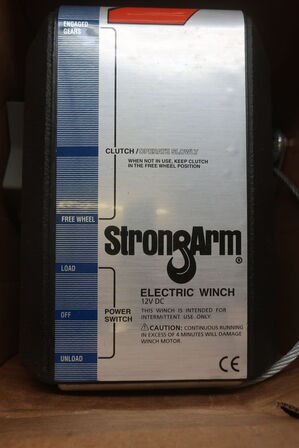 ENGAGED
GEARS
CLUTCH/OPERATE SLOWLY
WHEN NOT IN USE, KEEP CLUTCH
IN THE FREE WHEEL POSITION
FREE WHEEL
StrongArm®
LOAD
ELECTRIC WINCH
12V DC
THIS WINCH IS INTENDED FOR
INTERMITTENT USE ONLY
OFF
POWER
SWITCH
⚠CAUTION: CONTINUOUS RUNNING
IN EXCESS OF 4 MINUTES WILL DAMAGE
WINCH MOTOR.
UNLOAD
CE